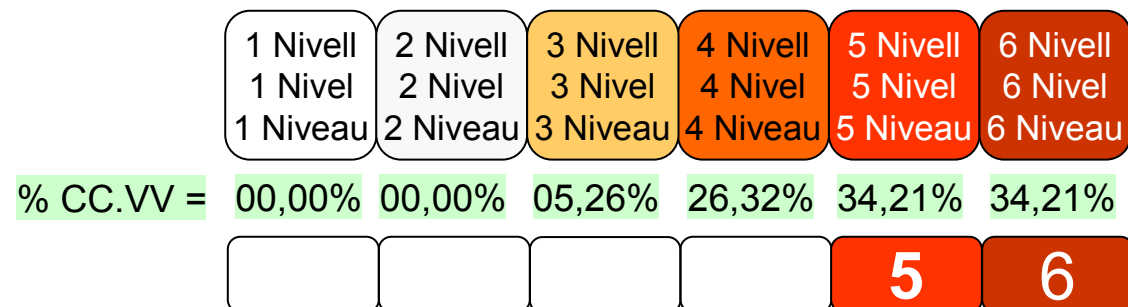 1 Nivell 2 Nivell 3 Nivell 4 Nivell 5 Nivell 6 Nivell
1 Nivel 2 Nivel 3 Nivel 4 Nivel 5 Nivel 6 Nivel
1 Niveau 2 Niveau 3 Niveau 4 Niveau 5 Niveau 6 Niveau
% CC.VV = 00,00% 00,00% 05,26% 26,32% 34,21% 34,21%
5 6